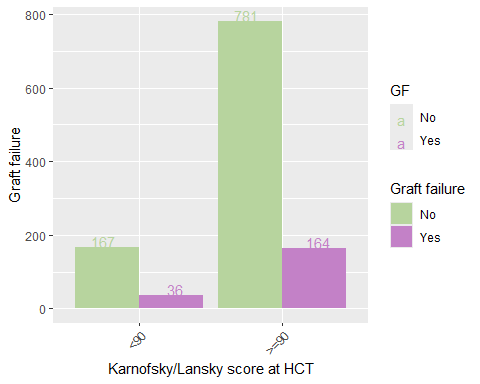 800
600
400
200
0
Graft failure
781
167
164
36
<90
>=90
Karnofsky/Lansky score at HCT
GF
a No
a Yes
Graft failure
No
Yes